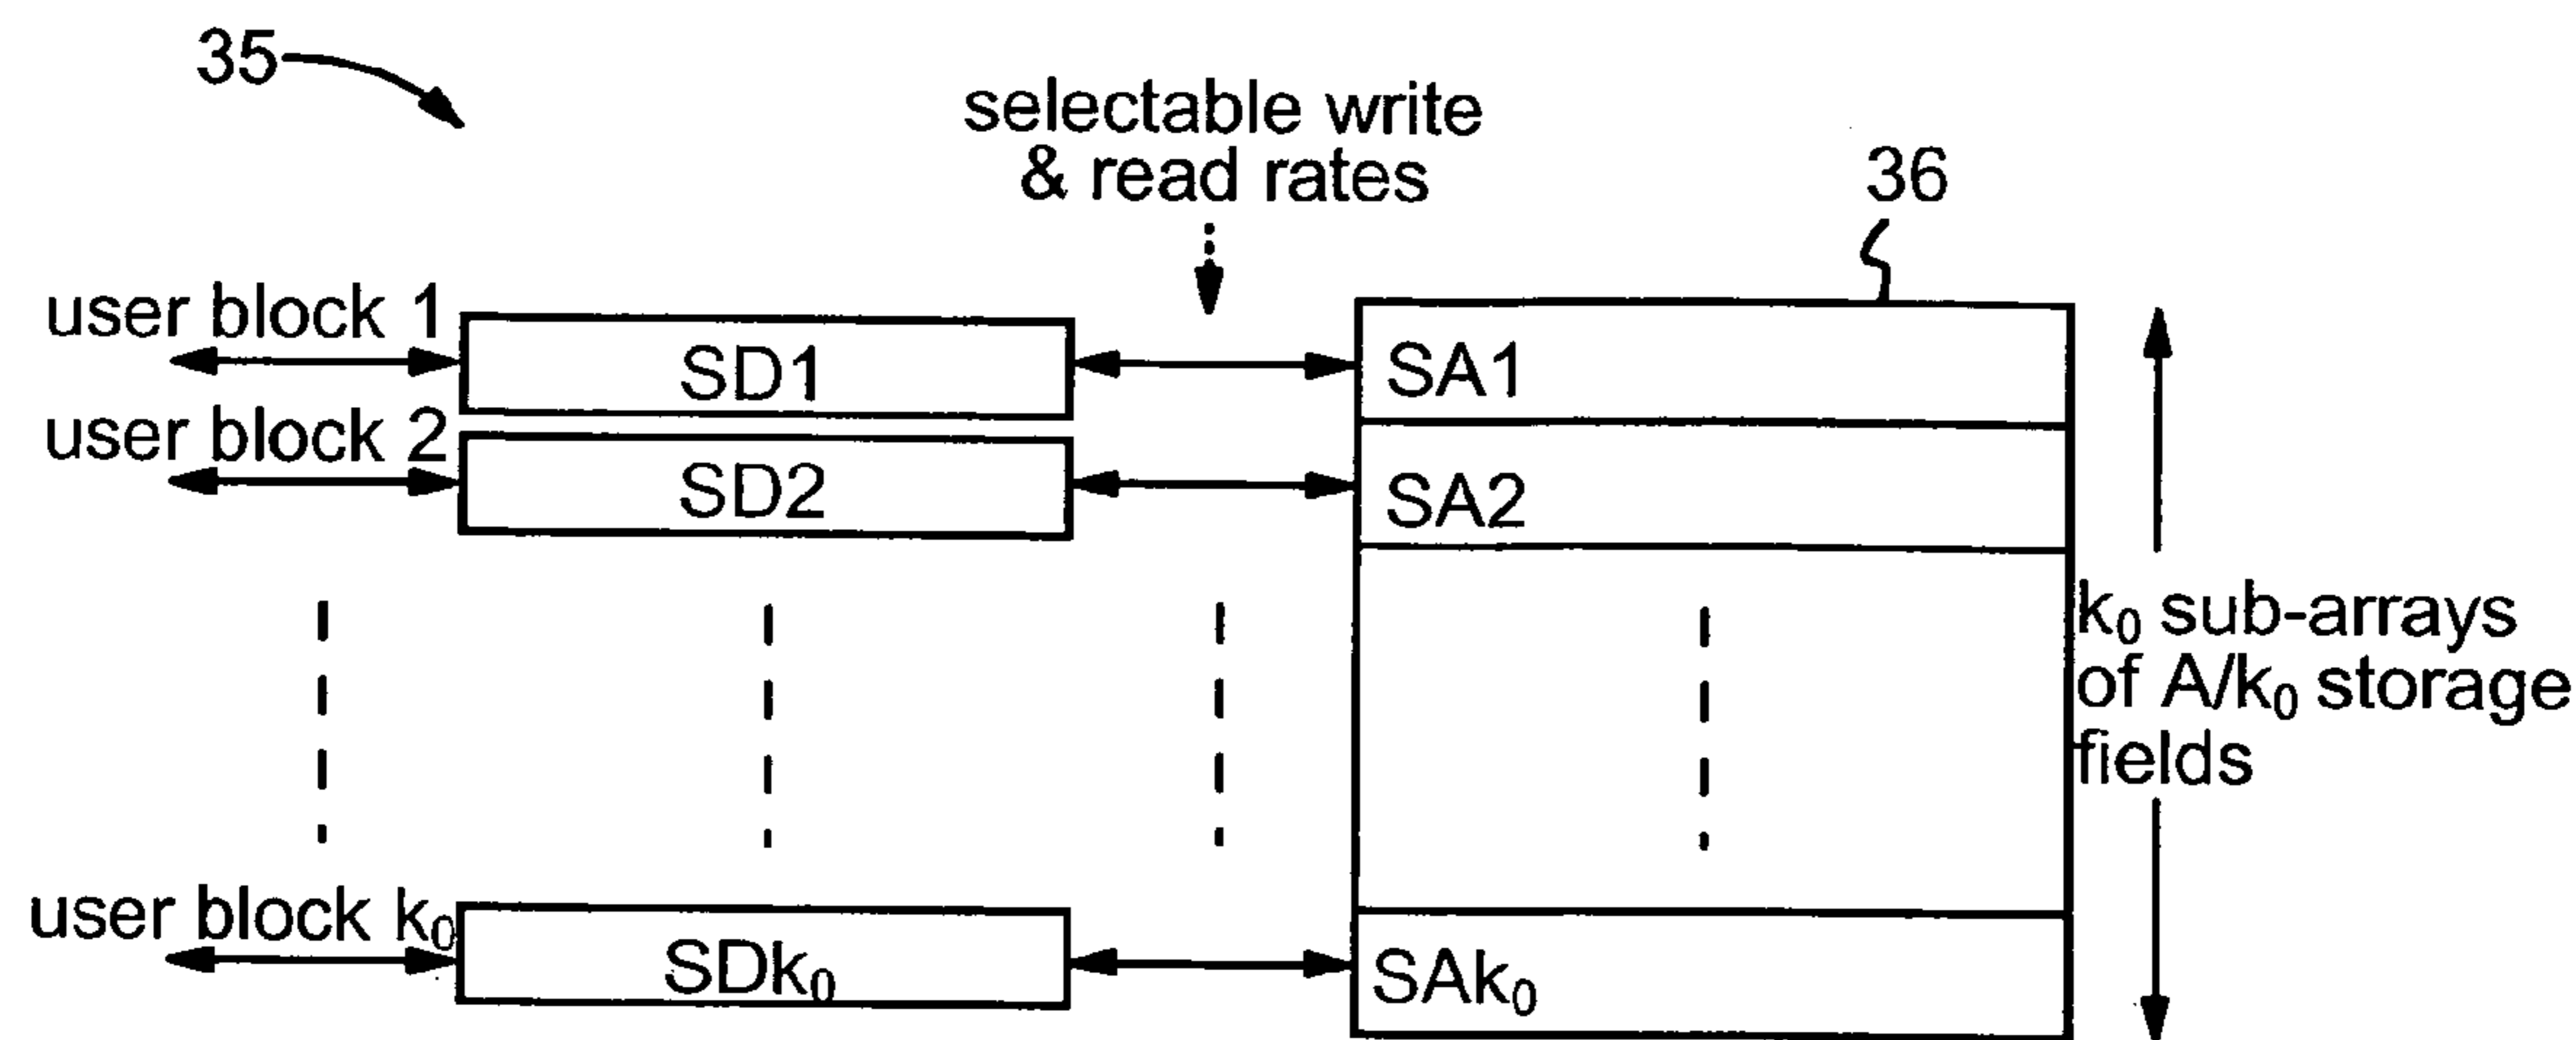 35
selectable write
& read rates
36
user block 1
SD1
SA1
user block 2
SD2
SA2
k₀ sub-arrays
of A/k₀ storage
fields
user block k₀
SDk₀
SAk₀